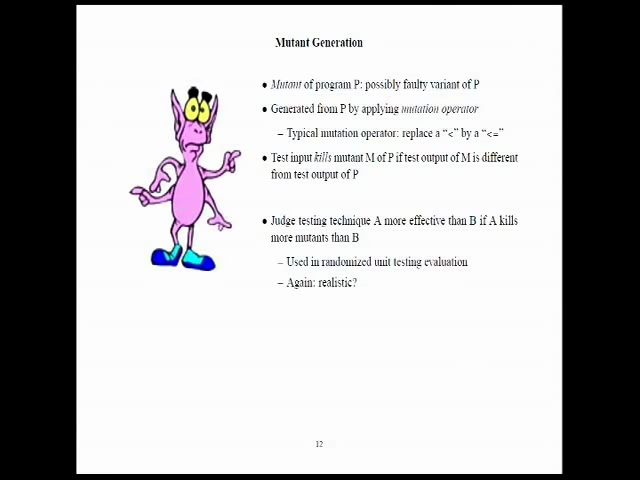 Mutant Generation
● Mutant of program P: possibly faulty variant of P
● Generated from P by applying mutation operator
– Typical mutation operator: replace a “<” by a “<=”
● Test input kills mutant M of P if test output of M is different
from test output of P
● Judge testing technique A more effective than B if A kills
more mutants than B
– Used in randomized unit testing evaluation
– Again: realistic?
12